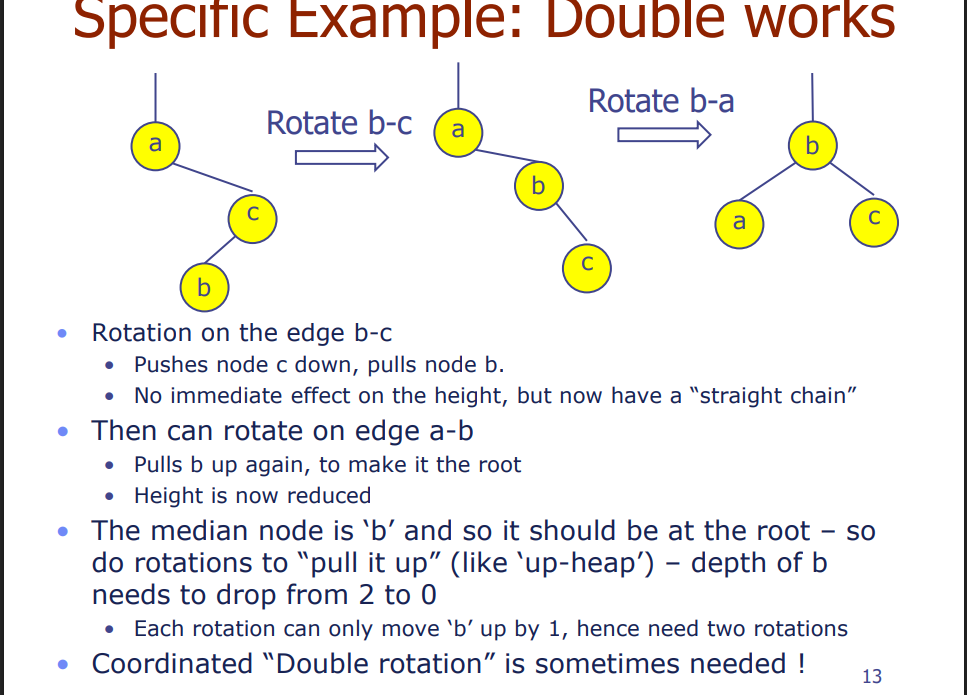 Specific Example: Double works
Rotate b-c
Rotate b-a
a
c
b
a
b
c
b
a
c
• Rotation on the edge b-c
• Pushes node c down, pulls node b.
• No immediate effect on the height, but now have a “straight chain”
• Then can rotate on edge a-b
• Pulls b up again, to make it the root
• Height is now reduced
• The median node is ‘b’ and so it should be at the root – so
do rotations to “pull it up” (like ‘up-heap’) – depth of b
needs to drop from 2 to 0
• Each rotation can only move ‘b’ up by 1, hence need two rotations
• Coordinated “Double rotation” is sometimes needed !
13